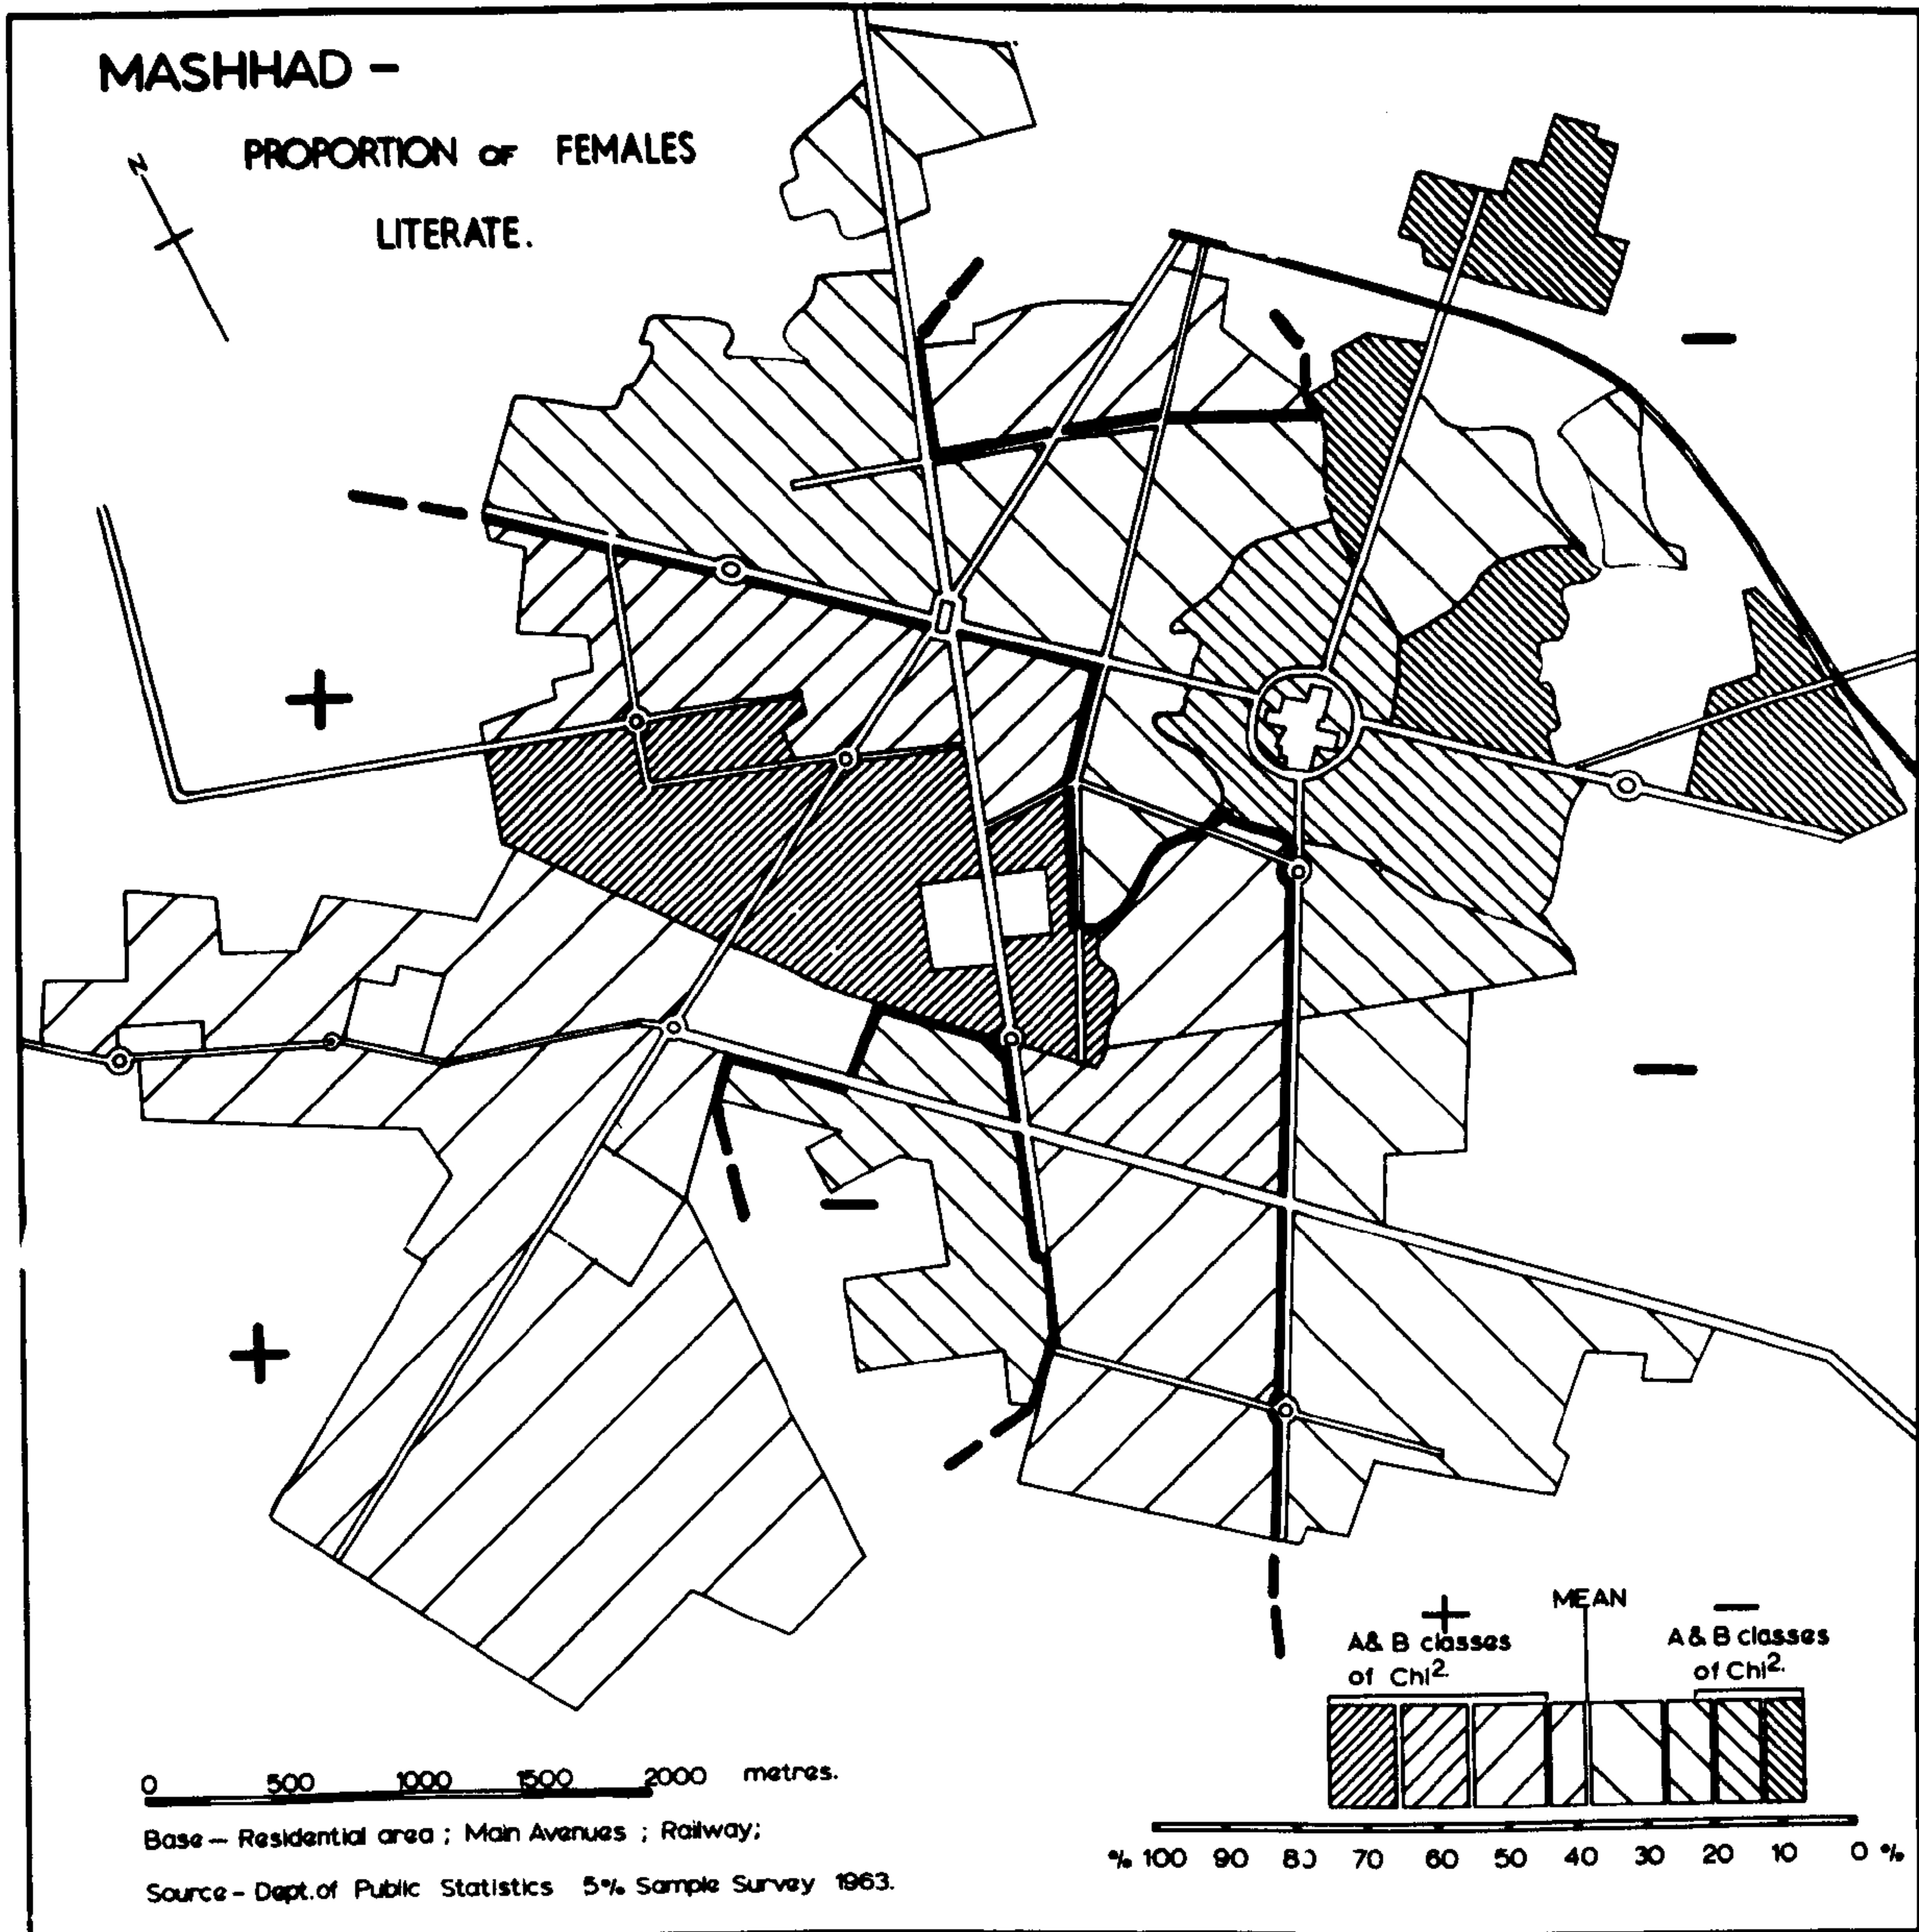 MASHHAD –
PROPORTION OF FEMALES
LITERATE.
N
+
–
–
–
+
+ MEAN –
A & B classes of Chi². A & B classes of Chi².
0 500 1000 1500 2000 metres.
Base – Residential area ; Main Avenues ; Railway;
% 100 90 80 70 60 50 40 30 20 10 0 %
Source – Dept. of Public Statistics 5% Sample Survey 1963.